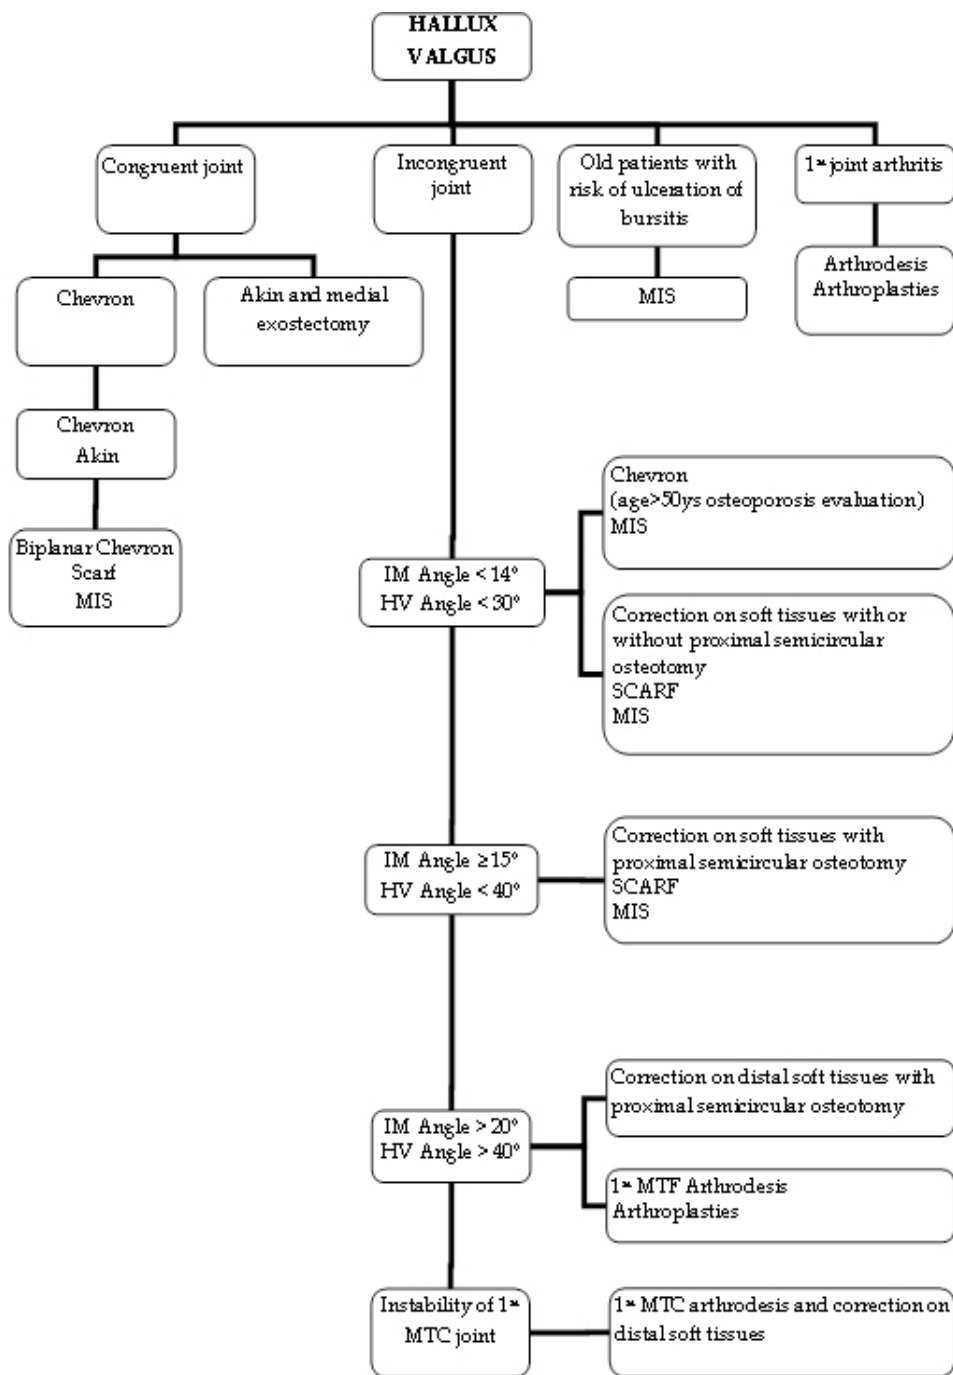 HALLUX
VALGUS
Congruent joint
Incongruent
joint
Old patients with
risk of ulceration of
bursitis
1st joint arthritis
Chevron
Akin and medial
exostectomy
MIS
Arthrodesis
Arthroplasties
Chevron
Akin
Biplanar Chevron
Scarf
MIS
IM Angle < 14°
HV Angle < 30°
Chevron
(age>50ys osteoporosis evaluation)
MIS
Correction on soft tissues with or
without proximal semicircular
osteotomy
SCARF
MIS
IM Angle ≥15°
HV Angle < 40°
Correction on soft tissues with
proximal semicircular osteotomy
SCARF
MIS
IM Angle > 20°
HV Angle > 40°
Correction on distal soft tissues with
proximal semicircular osteotomy
1st MTF Arthrodesis
Arthroplasties
Instability of 1st
MTC joint
1st MTC arthrodesis and correction on
distal soft tissues